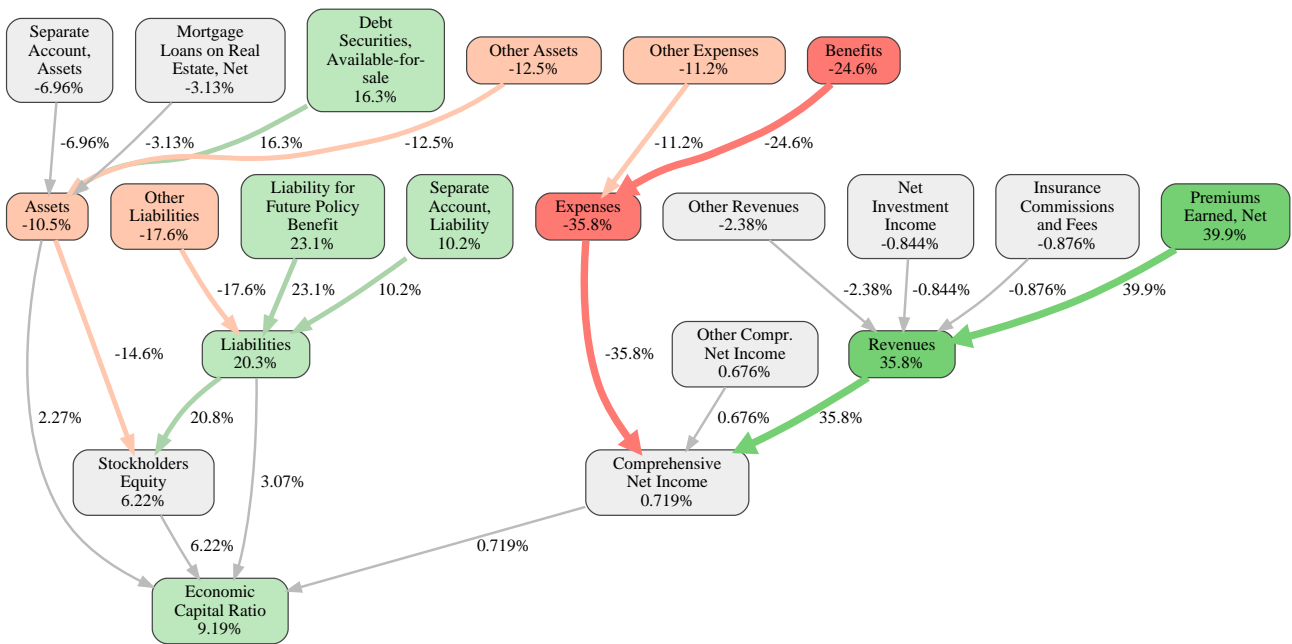 Separate
Account,
Assets
-6.96%
Mortgage
Loans on Real
Estate, Net
-3.13%
Debt
Securities,
Available-for-
sale
16.3%
Other Assets
-12.5%
Other Expenses
-11.2%
Benefits
-24.6%
-6.96%
-3.13%
16.3%
-12.5%
-11.2%
-24.6%
Assets
-10.5%
Other
Liabilities
-17.6%
Liability for
Future Policy
Benefit
23.1%
Separate
Account,
Liability
10.2%
Expenses
-35.8%
Other Revenues
-2.38%
Net
Investment
Income
-0.844%
Insurance
Commissions
and Fees
-0.876%
Premiums
Earned, Net
39.9%
-17.6%
23.1%
10.2%
-2.38%
-0.844%
-0.876%
39.9%
-14.6%
Liabilities
20.3%
-35.8%
Other Compr.
Net Income
0.676%
Revenues
35.8%
2.27%
20.8%
0.676%
35.8%
Stockholders
Equity
6.22%
3.07%
Comprehensive
Net Income
0.719%
6.22%
0.719%
Economic
Capital Ratio
9.19%